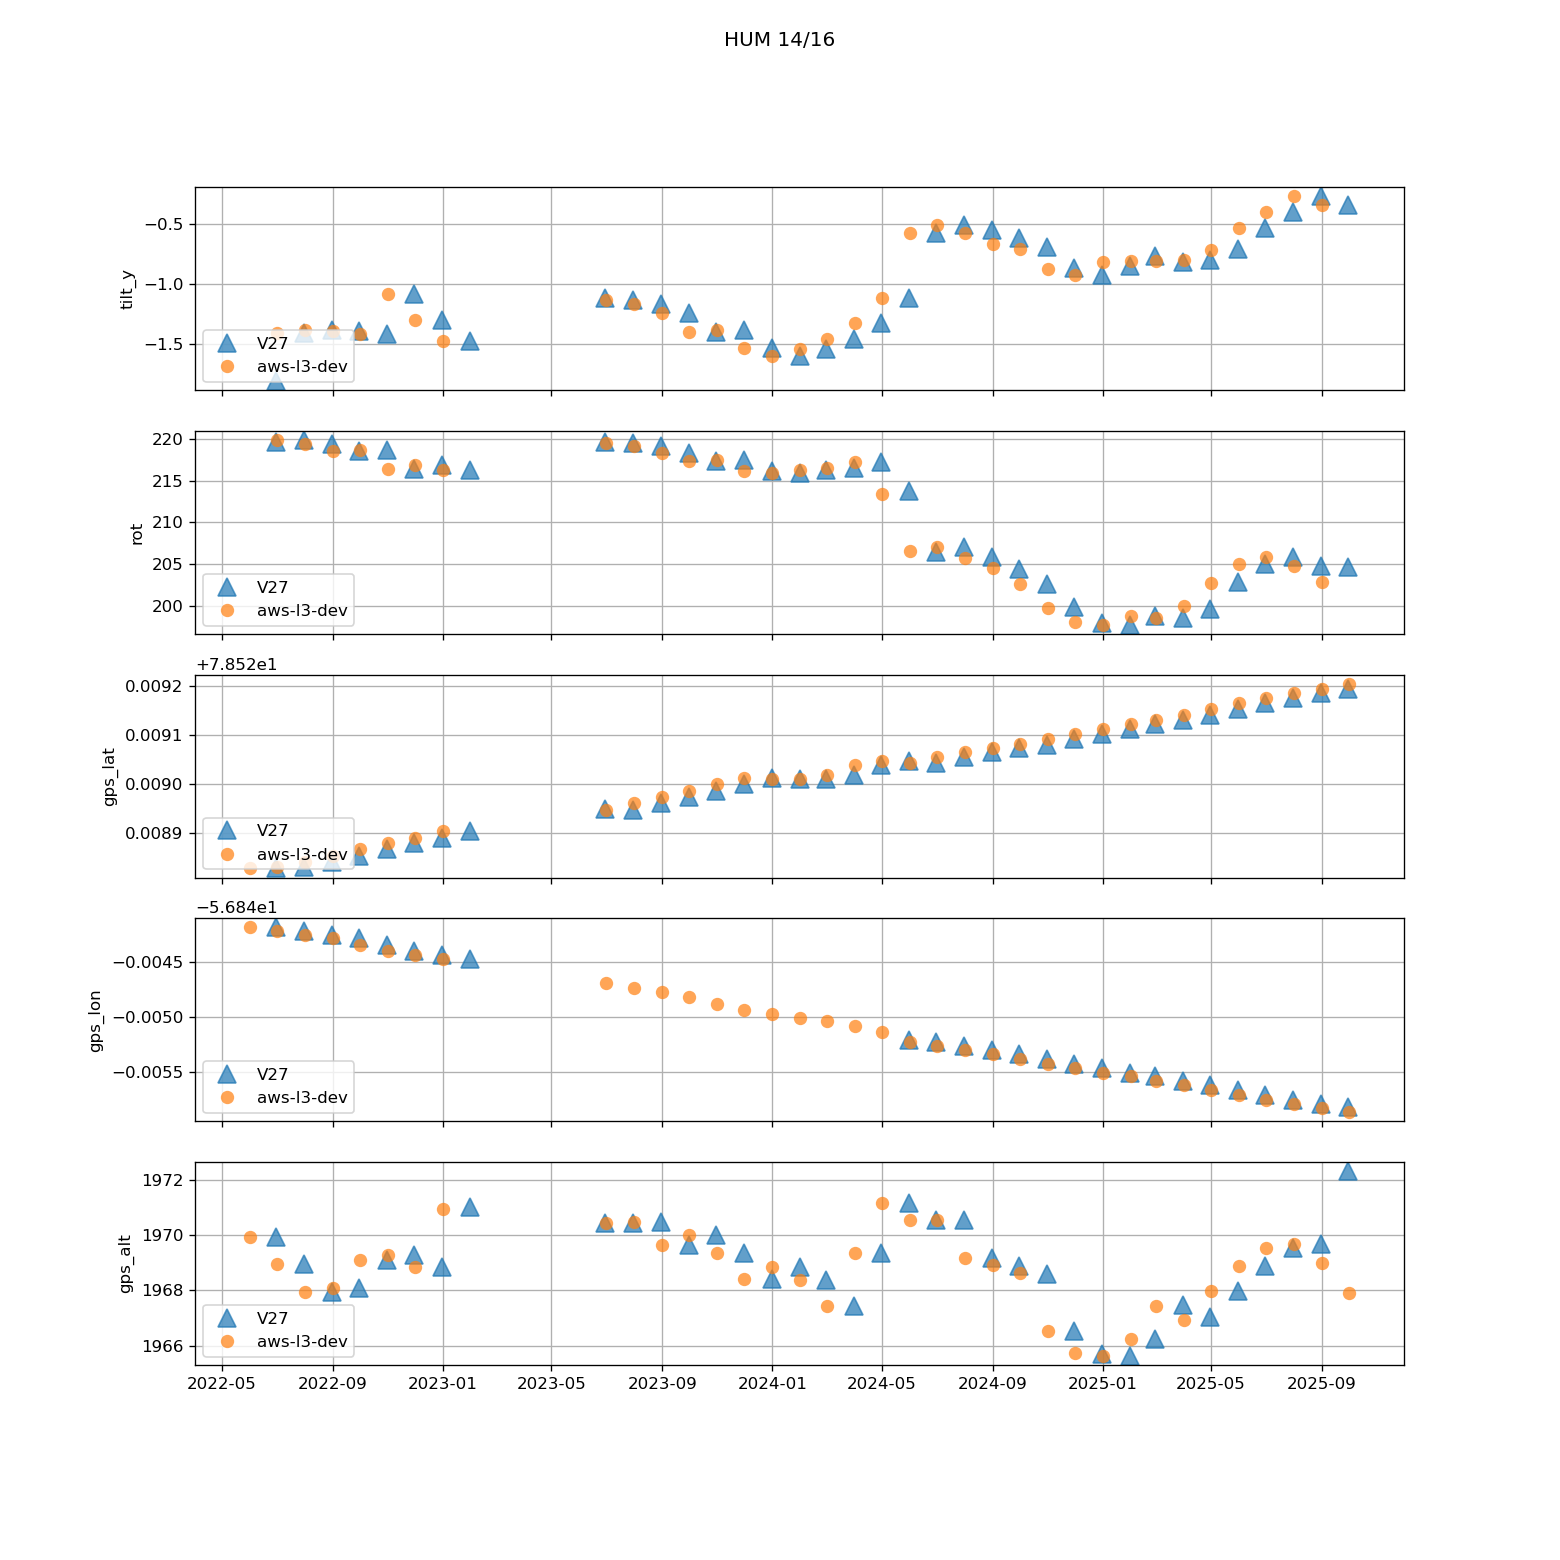 HUM 14/16
−0.5
−1.0
−1.5
tilt_y
V27
aws-l3-dev
220
215
210
205
200
rot
V27
aws-l3-dev
+7.852e1
0.0092
0.0091
0.0090
0.00889
gps_lat
V27
aws-l3-dev
−5.684e1
−0.0045
−0.0050
−0.0055
gps_lon
V27
aws-l3-dev
1972
1970
1968
1966
gps_alt
V27
aws-l3-dev
2022-05 2022-09 2023-01 2023-05 2023-09 2024-01 2024-05 2024-09 2025-01 2025-05 2025-09